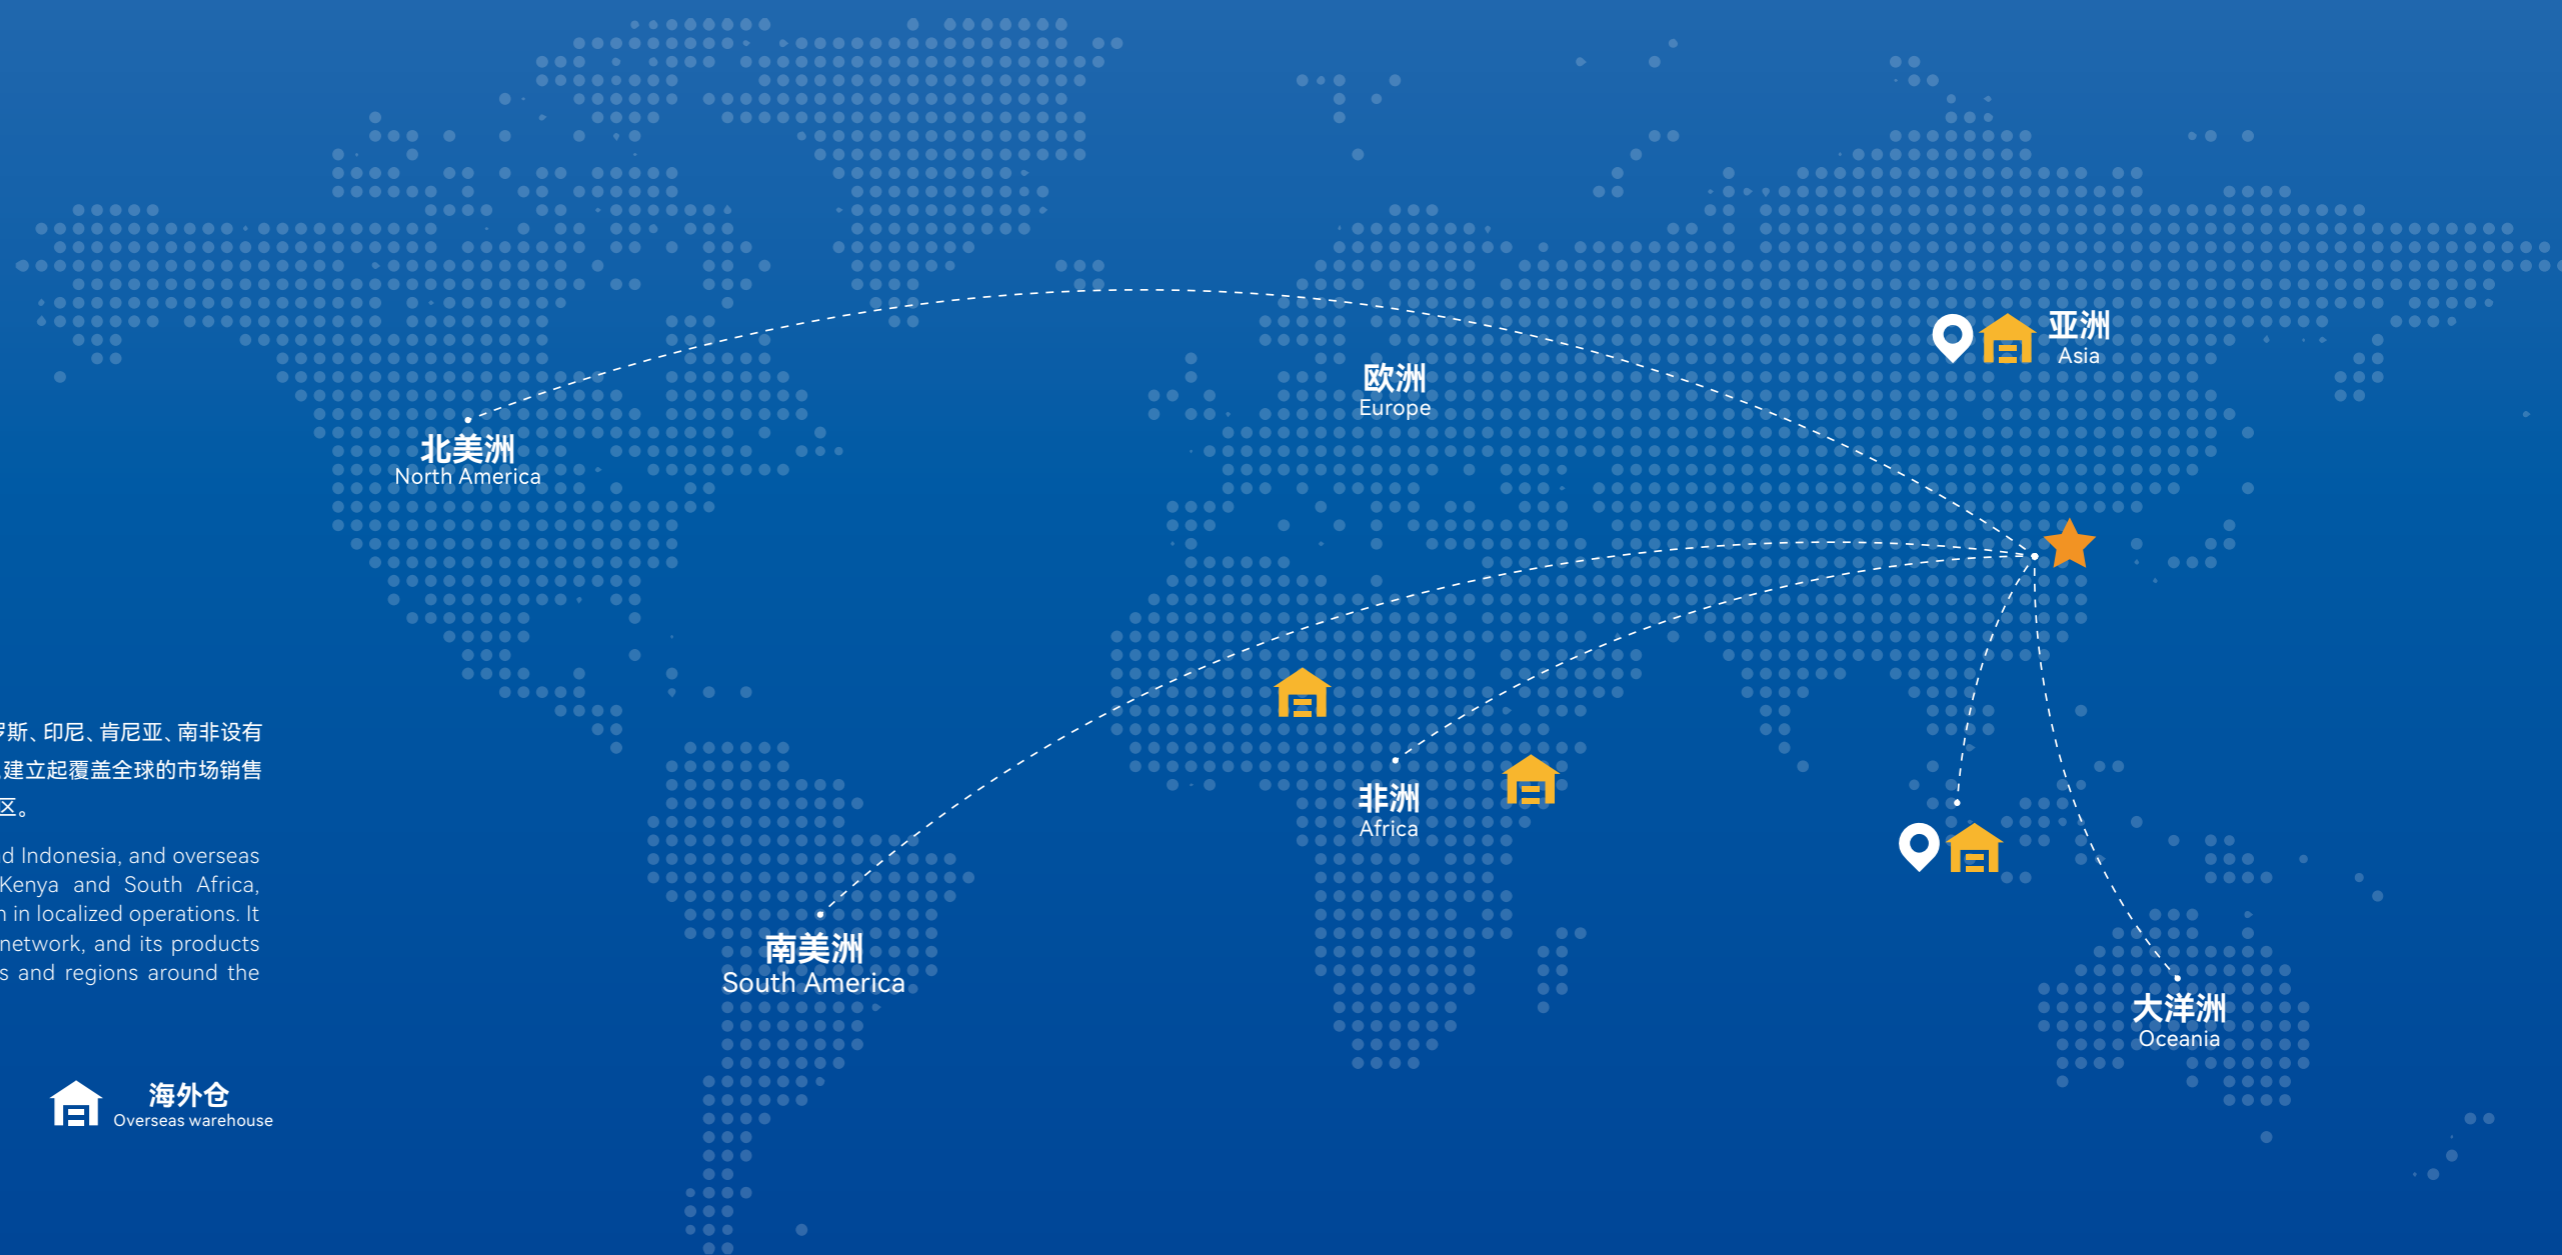 亚洲
Asia
欧洲
Europe
北美洲
North America
罗斯、印尼、肯尼亚、南非设有
建立起覆盖全球的市场销售
区。
d Indonesia, and overseas
Kenya and South Africa,
n in localized operations. It
network, and its products
s and regions around the
非洲
Africa
南美洲
South America
大洋洲
Oceania
海外仓
Overseas warehouse